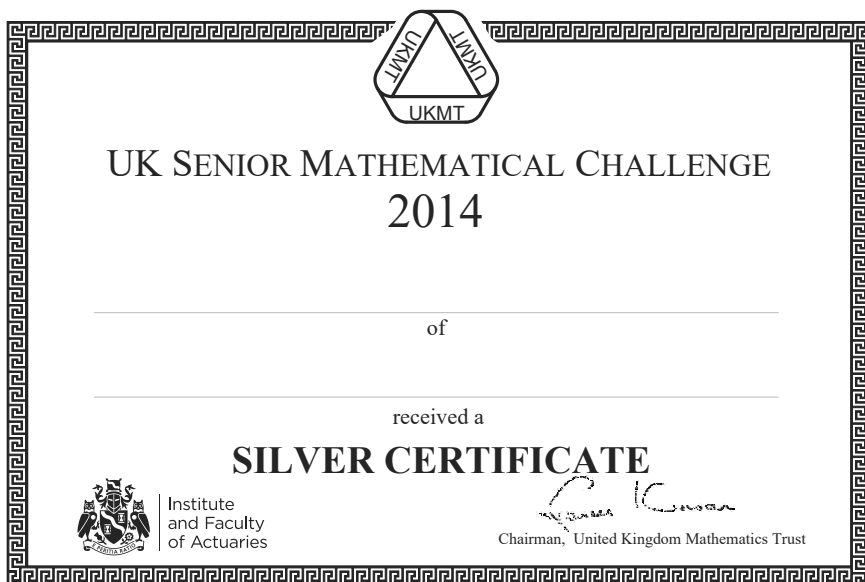 UKMT
UKMT
UKMT
UK SENIOR MATHEMATICAL CHALLENGE
2014
of
received a
SILVER CERTIFICATE
Institute
and Faculty
of Actuaries
Chairman, United Kingdom Mathematics Trust